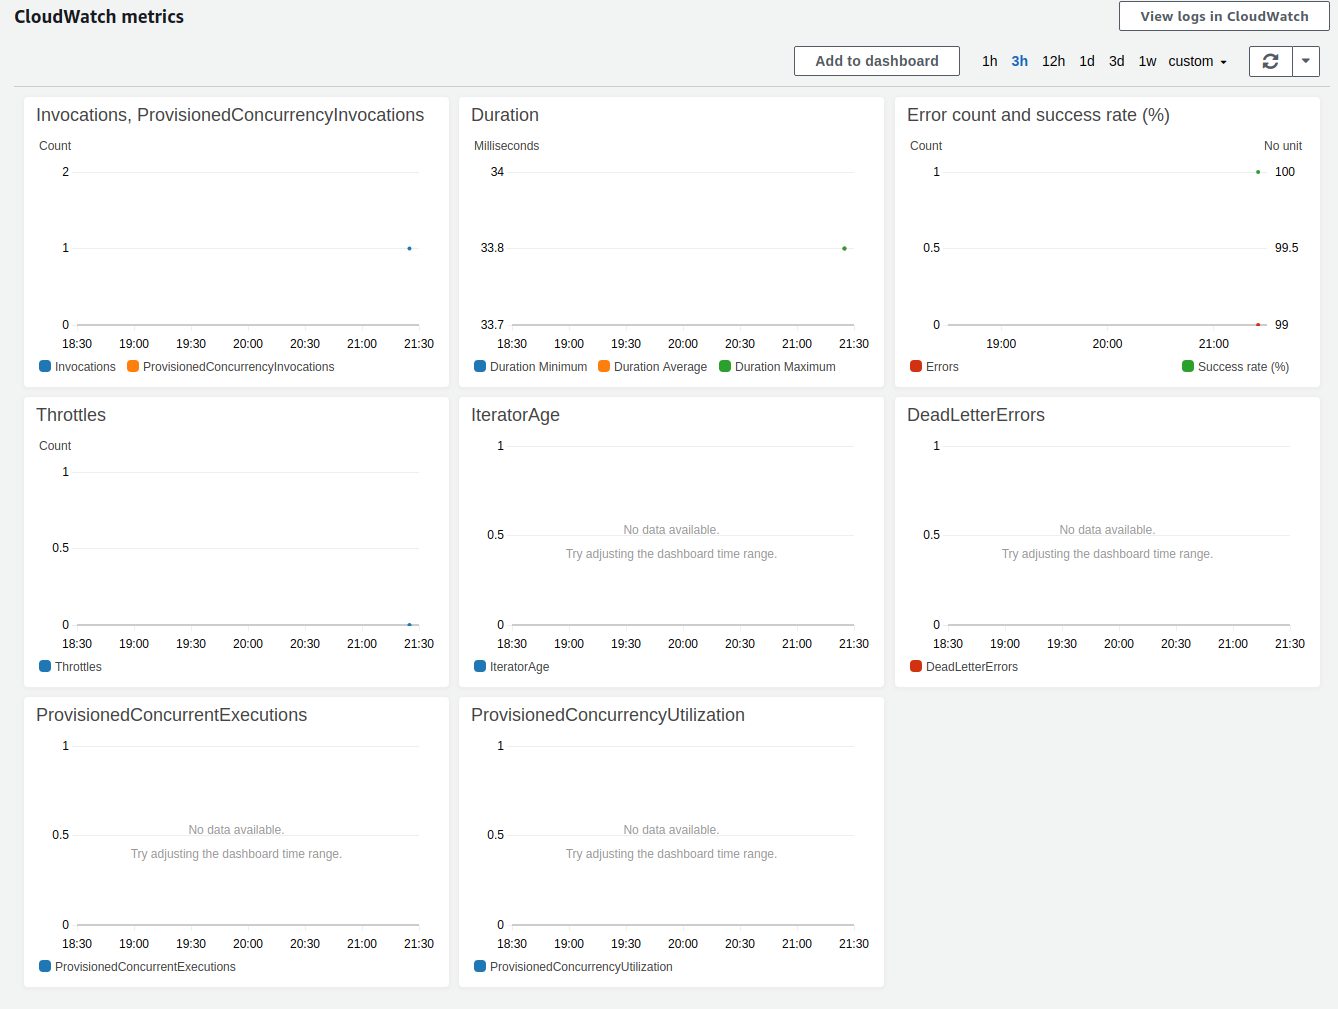 CloudWatch metrics
View logs in CloudWatch
Add to dashboard 1h 3h 12h 1d 3d 1w custom
Invocations, ProvisionedConcurrencyInvocations
Count
2
1
0
18:30 19:00 19:30 20:00 20:30 21:00 21:30
Invocations ProvisionedConcurrencyInvocations
Duration
Milliseconds
34
33.8
33.7
18:30 19:00 19:30 20:00 20:30 21:00 21:30
Duration Minimum Duration Average Duration Maximum
Error count and success rate (%)
Count No unit
1 100
0.5 99.5
0 99
19:00 20:00 21:00
Errors Success rate (%)
Throttles
Count
1
0.5
0
18:30 19:00 19:30 20:00 20:30 21:00 21:30
Throttles
IteratorAge
1
No data available.
0.5
Try adjusting the dashboard time range.
0
18:30 19:00 19:30 20:00 20:30 21:00 21:30
IteratorAge
DeadLetterErrors
1
No data available.
0.5
Try adjusting the dashboard time range.
0
18:30 19:00 19:30 20:00 20:30 21:00 21:30
DeadLetterErrors
ProvisionedConcurrentExecutions
1
No data available.
0.5
Try adjusting the dashboard time range.
0
18:30 19:00 19:30 20:00 20:30 21:00 21:30
ProvisionedConcurrentExecutions
ProvisionedConcurrencyUtilization
1
No data available.
0.5
Try adjusting the dashboard time range.
0
18:30 19:00 19:30 20:00 20:30 21:00 21:30
ProvisionedConcurrencyUtilization